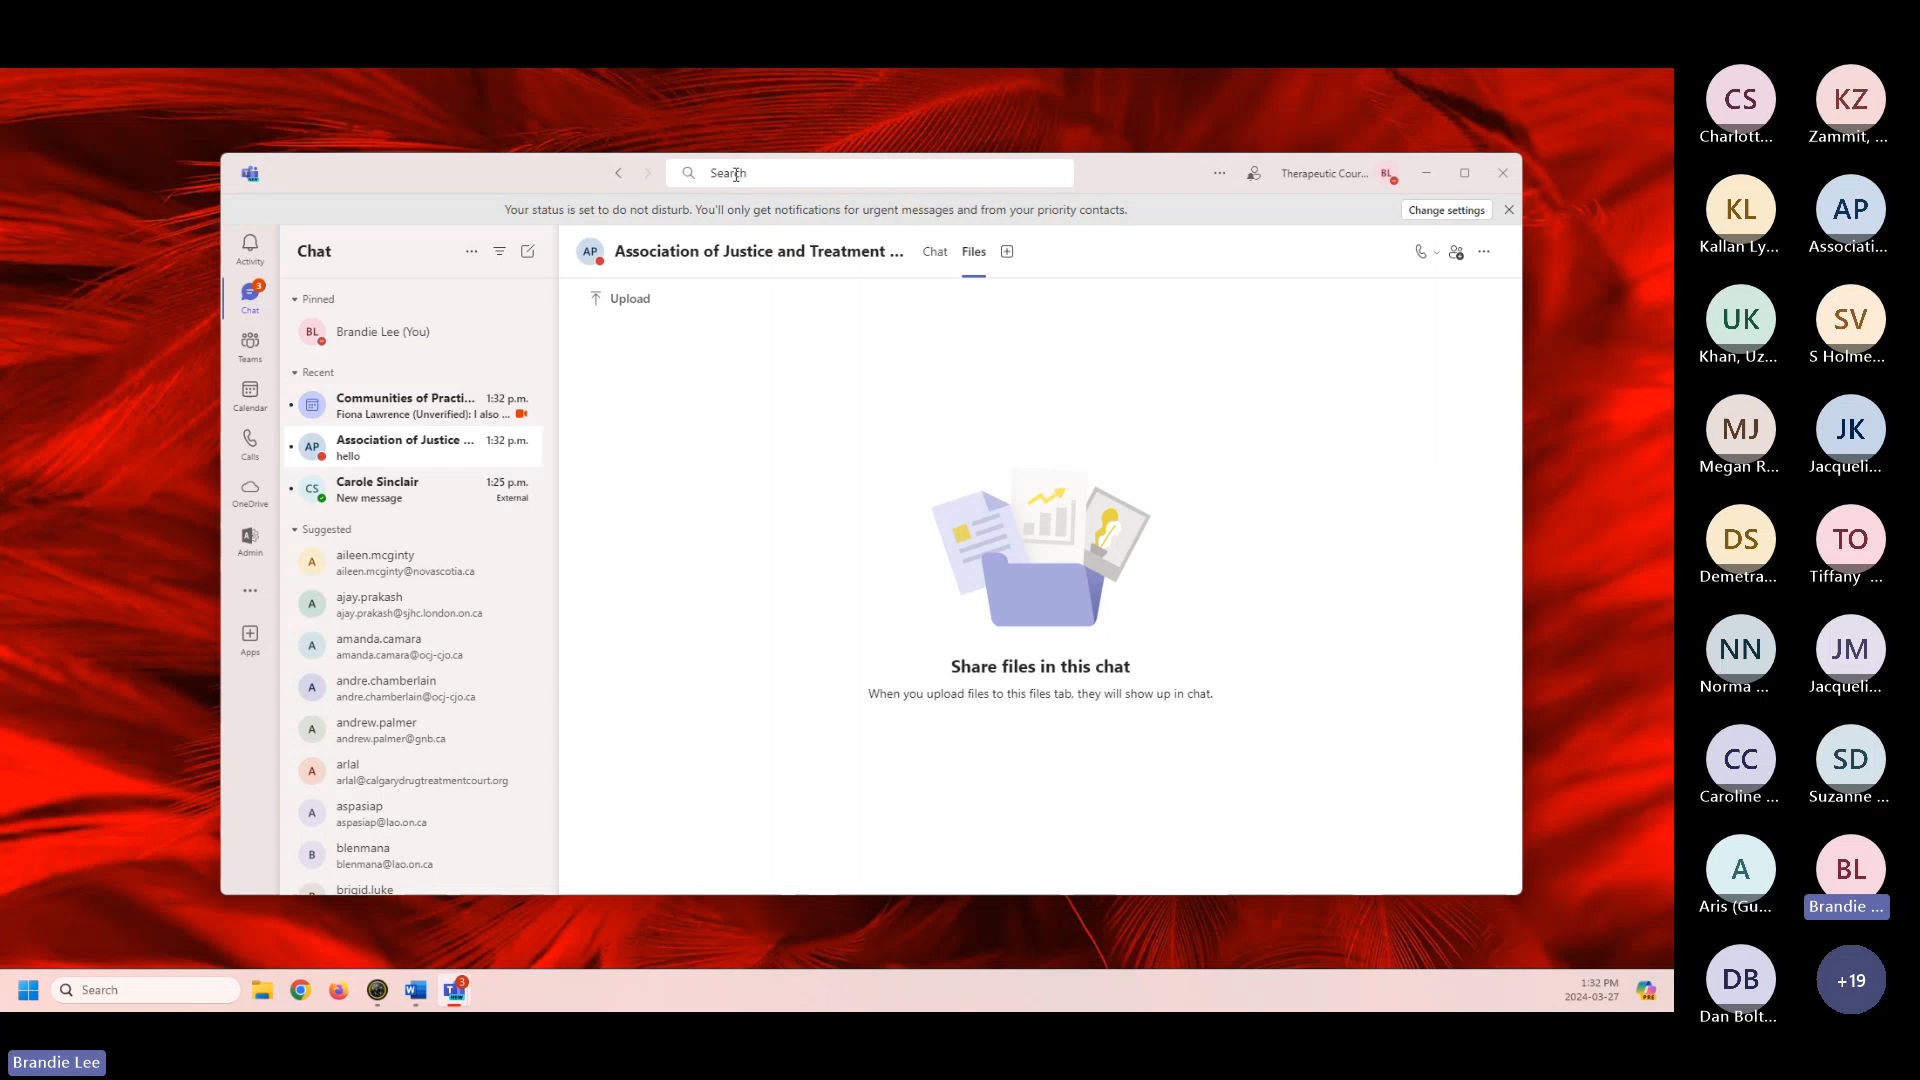 Search
Therapeutic Cour...
BL
Your status is set to do not disturb. You'll only get notifications for urgent messages and from your priority contacts.
Change settings
Activity
3
Chat
Teams
Calendar
Calls
OneDrive
Admin
Apps
Chat
Pinned
BL
Brandie Lee (You)
Recent
Communities of Practi... 1:32 p.m.
Fiona Lawrence (Unverified): I also ...
AP
Association of Justice ... 1:32 p.m.
hello
CS
Carole Sinclair 1:25 p.m.
New message External
Suggested
A
aileen.mcginty
aileen.mcginty@novascotia.ca
A
ajay.prakash
ajay.prakash@sjhc.london.on.ca
A
amanda.camara
amanda.camara@ocj-cjo.ca
A
andre.chamberlain
andre.chamberlain@ocj-cjo.ca
A
andrew.palmer
andrew.palmer@gnb.ca
A
arlal
arlal@calgarydrugtreatmentcourt.org
A
aspasiap
aspasiap@lao.on.ca
B
blenmana
blenmana@lao.on.ca
brigid.luke
AP
Association of Justice and Treatment ... Chat Files
Upload
Share files in this chat
When you upload files to this files tab, they will show up in chat.
Search
3
NEW
1:32 PM
2024-03-27
PRE
CS
Charlott...
KZ
Zammit, ...
KL
Kallan Ly...
AP
Associati...
UK
Khan, Uz...
SV
S Holme...
MJ
Megan R...
JK
Jacqueli...
DS
Demetra...
TO
Tiffany ...
NN
Norma ...
JM
Jacqueli...
CC
Caroline ...
SD
Suzanne ...
A
Aris (Gu...
BL
Brandie ...
DB
Dan Bolt...
+19
Brandie Lee